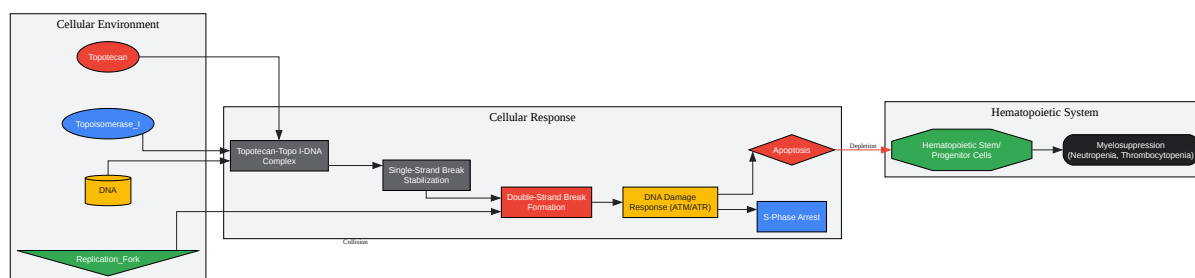 Cellular Environment
Topotecan
Topoisomerase_I
DNA
Replication_Fork
Cellular Response
Topotecan-Topo I-DNA
Complex
Single-Strand Break
Stabilization
Double-Strand Break
Formation
DNA Damage
Response (ATM/ATR)
Apoptosis
S-Phase Arrest
Collision
Depletion
Hematopoietic System
Hematopoietic Stem/
Progenitor Cells
Myelosuppression
(Neutropenia, Thrombocytopenia)